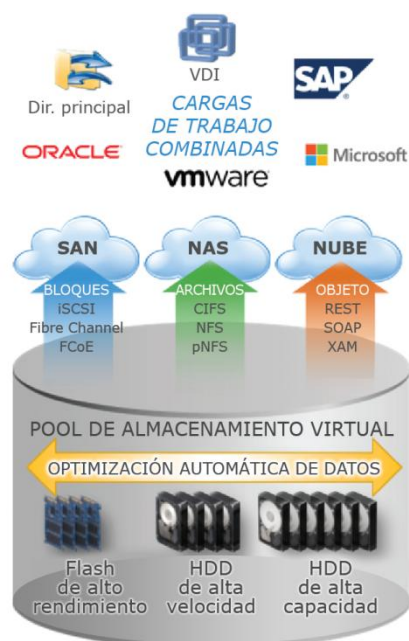 VDI
SAP
Dir. principal
CARGAS
DE TRABAJO
COMBINADAS
ORACLE
Microsoft
vmware
SAN
NAS
NUBE
BLOQUES
iSCSI
Fibre Channel
FCoE
ARCHIVOS
CIFS
NFS
pNFS
OBJETO
REST
SOAP
XAM
POOL DE ALMACENAMIENTO VIRTUAL
OPTIMIZACIÓN AUTOMÁTICA DE DATOS
Flash
de alto
rendimiento
HDD
de alta
velocidad
HDD
de alta
capacidad